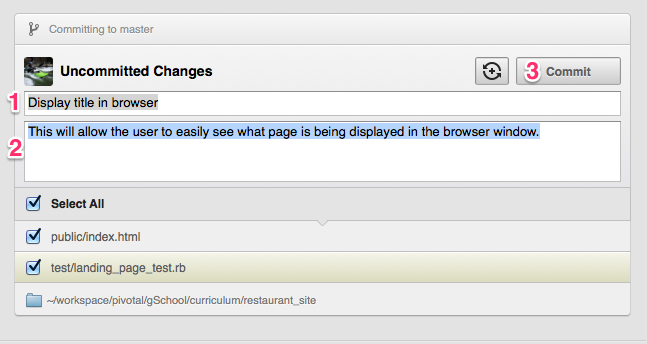 Committing to master
Uncommitted Changes
3 Commit
1 Display title in browser
2 This will allow the user to easily see what page is being displayed in the browser window.
Select All
public/index.html
test/landing_page_test.rb
~/workspace/pivotal/gSchool/curriculum/restaurant_site